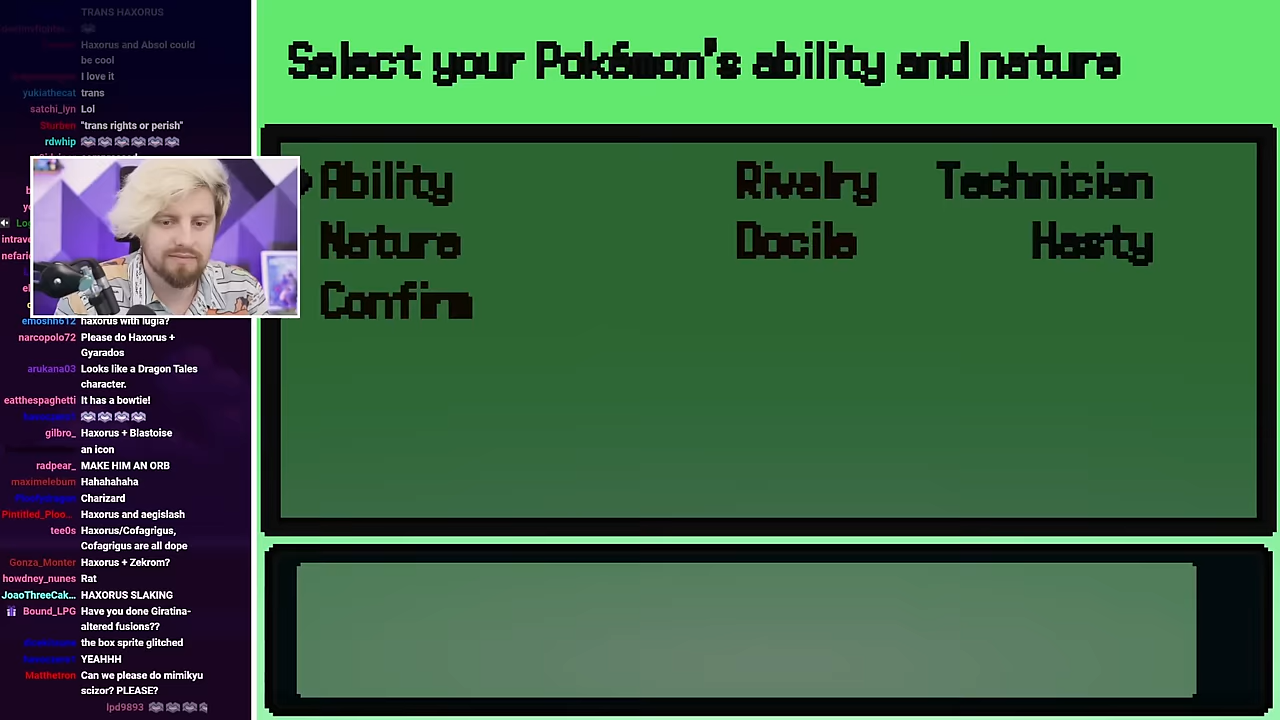 TRANS HAXORUS
Haxorus and Absol could
be cool
I love it
yukiathecat trans
satchi_iyn Lol
Sturben "trans rights or perish"
rdwhip
emoshh612 haxorus with lugia?
narcopolo72 Please do Haxorus +
Gyarados
arukana03 Looks like a Dragon Tales
character.
eatthespaghetti It has a bowtie!
gilbro_ Haxorus + Blastoise
an icon
radpear_ MAKE HIM AN ORB
maximelebum Hahahahaha
Charizard
Pintitled_Ploo... Haxorus and aegislash
tee0s Haxorus/Cofagrigus,
Cofagrigus are all dope
Gonza_Monter Haxorus + Zekrom?
howdney_nunes Rat
JoaoThreeCak... HAXORUS SLAKING
Bound_LPG Have you done Giratina-
altered fusions??
the box sprite glitched
YEAHHH
Matthetron Can we please do mimikyu
scizor? PLEASE?
lpd9893
Select your Pokémon's ability and nature
Ability Rivalry Technician
Nature Docile Hasty
Confirm